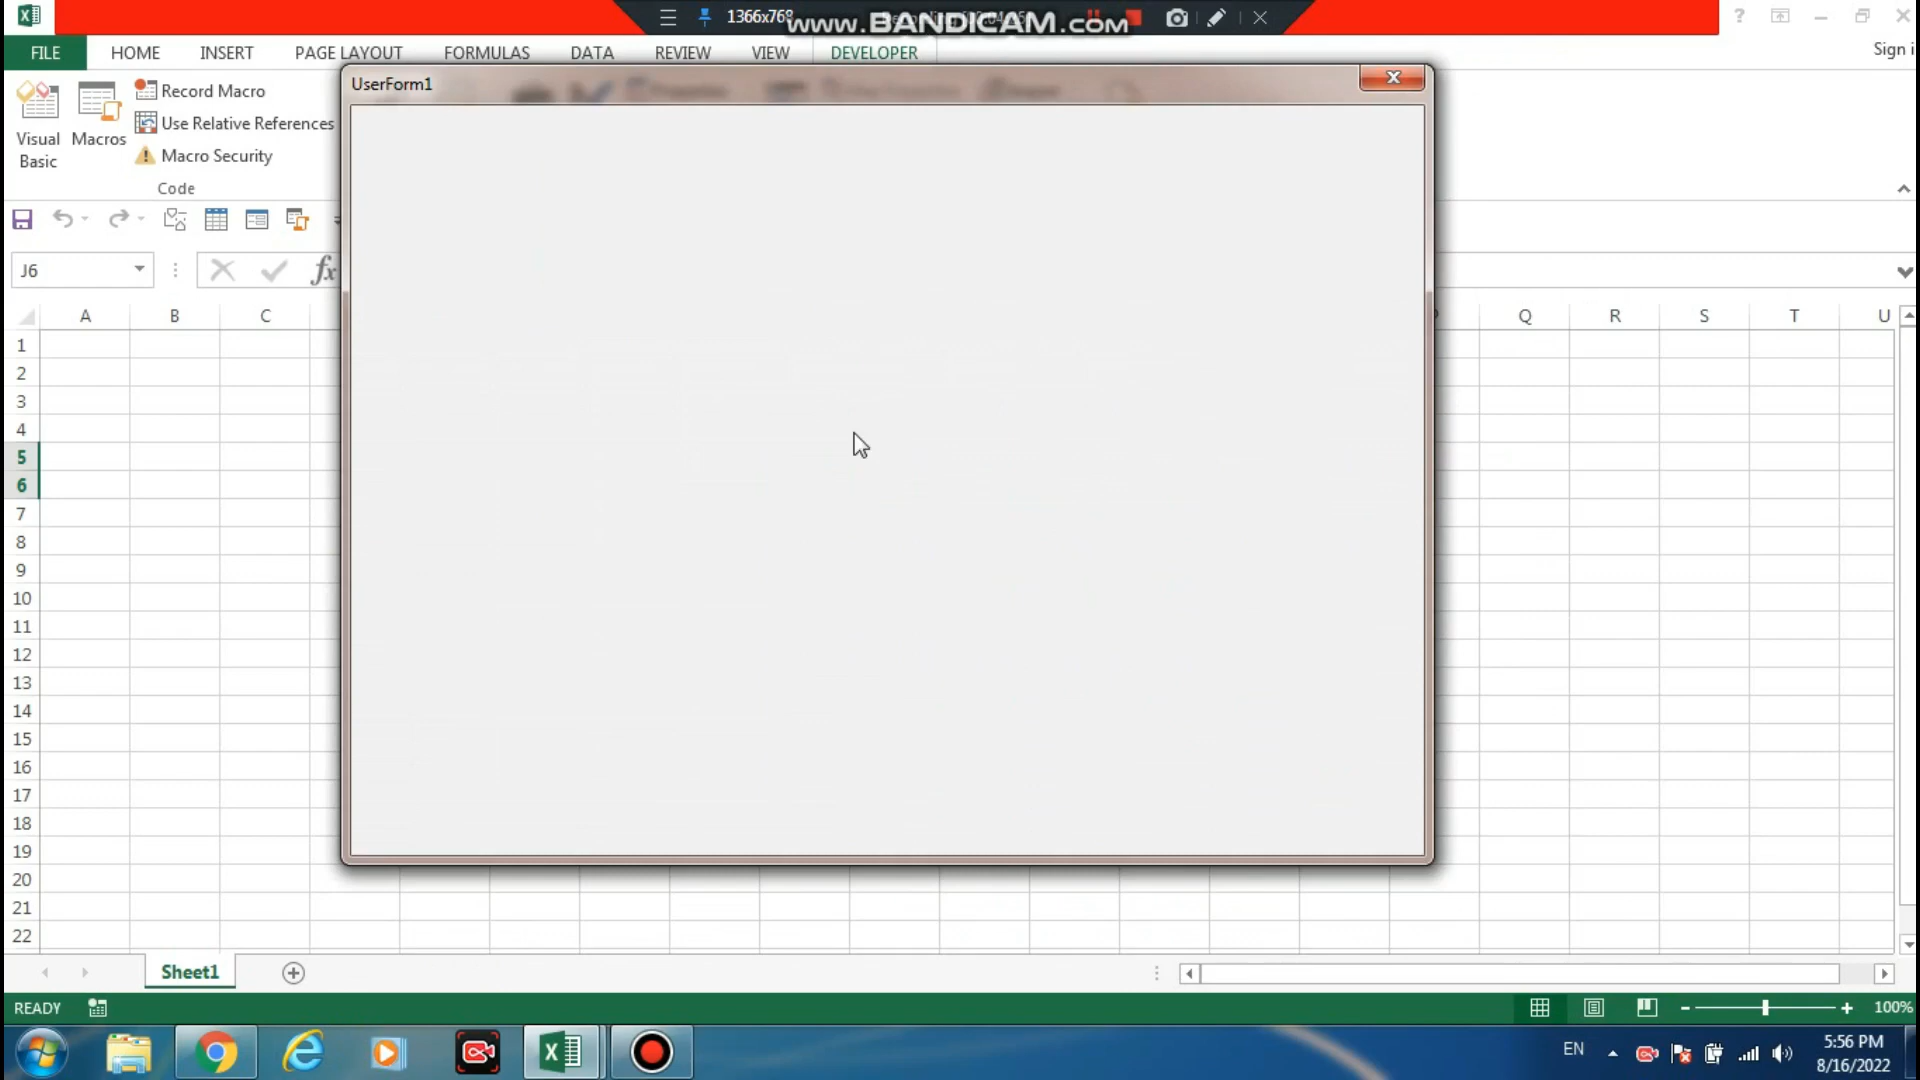 1366x768
www.BANDICAM.com
FILE HOME INSERT PAGE LAYOUT FORMULAS DATA REVIEW VIEW DEVELOPER
Sign i
UserForm1
Record Macro
Use Relative References
Macro Security
Visual Basic
Macros
Code
J6
fx
A B C Q R S T U
1
2
3
4
5
6
7
8
9
10
11
12
13
14
15
16
17
18
19
20
21
22
Sheet1
READY
100%
EN
5:56 PM
8/16/2022